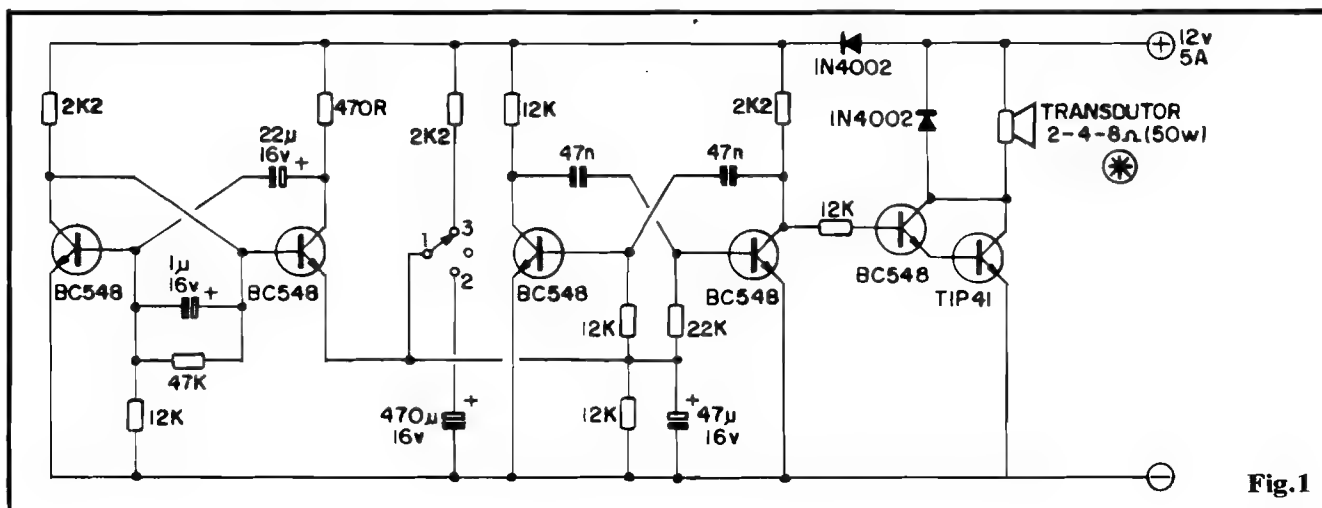 2K2
470R
22µ
16v
+
2K2
12K
47n
47n
2K2
1N4002
1N4002
+
12v
5A
TRANSDUTOR
2-4-8Ω (50w)
BC548
1µ
16v
+
BC548
47K
12K
1
3
2
470µ
16v
+
BC548
12K
22K
12K
47µ
16v
+
BC548
12K
BC548
TIP41
−
Fig.1